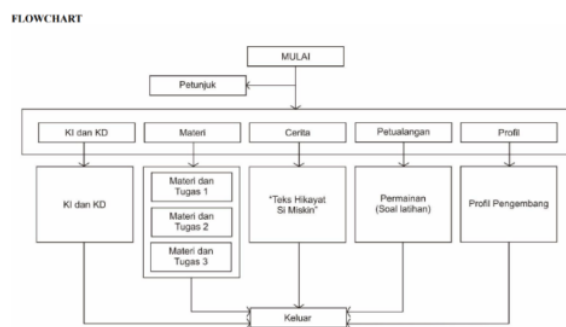 FLOWCHART
MULAI
Petunjuk
KI dan KD
Materi
Cerita
Petualangan
Profil
KI dan KD
Materi dan
Tugas 1
Materi dan
Tugas 2
Materi dan
Tugas 3
"Teks Hikayat
Si Miskin"
Permainan
(Soal latihan)
Profil Pengembang
Keluar